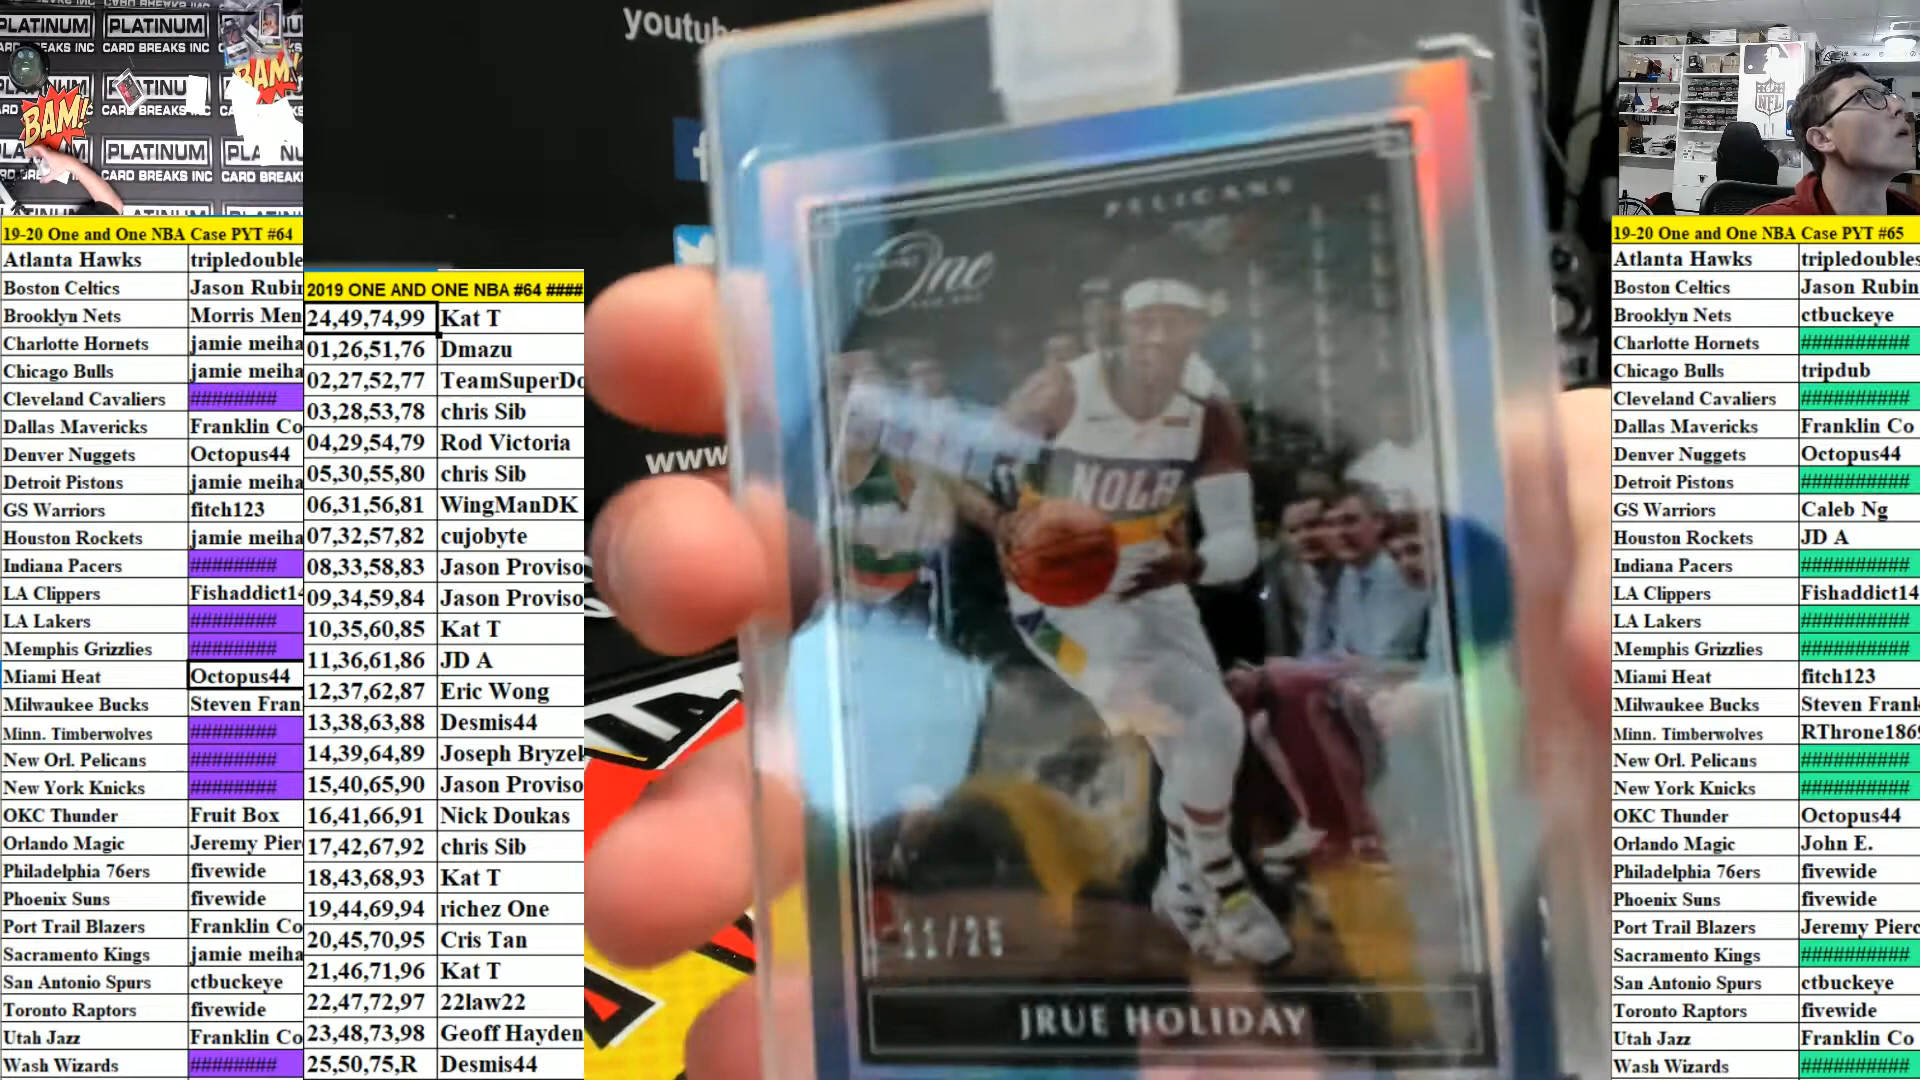 PLATINUM PLATINUM
CARD BREAKS INC
BAM!
BAM!
PLATINUM
CARD BREAKS INC
19-20 One and One NBA Case PYT #64
Atlanta Hawks tripledouble
Boston Celtics Jason Rubin
Brooklyn Nets Morris Men
Charlotte Hornets jamie meiha
Chicago Bulls jamie meiha
Cleveland Cavaliers ########
Dallas Mavericks Franklin Co
Denver Nuggets Octopus44
Detroit Pistons jamie meiha
GS Warriors fitch123
Houston Rockets jamie meiha
Indiana Pacers ########
LA Clippers Fishaddict14
LA Lakers ########
Memphis Grizzlies ########
Miami Heat Octopus44
Milwaukee Bucks Steven Fran
Minn. Timberwolves ########
New Orl. Pelicans ########
New York Knicks ########
OKC Thunder Fruit Box
Orlando Magic Jeremy Pier
Philadelphia 76ers fivewide
Phoenix Suns fivewide
Port Trail Blazers Franklin Co
Sacramento Kings jamie meiha
San Antonio Spurs ctbuckeye
Toronto Raptors fivewide
Utah Jazz Franklin Co
Wash Wizards ########
2019 ONE AND ONE NBA #64 ####
24,49,74,99 Kat T
01,26,51,76 Dmazu
02,27,52,77 TeamSuperDo
03,28,53,78 chris Sib
04,29,54,79 Rod Victoria
05,30,55,80 chris Sib
06,31,56,81 WingManDK
07,32,57,82 cujobyte
08,33,58,83 Jason Proviso
09,34,59,84 Jason Proviso
10,35,60,85 Kat T
11,36,61,86 JD A
12,37,62,87 Eric Wong
13,38,63,88 Desmis44
14,39,64,89 Joseph Bryzel
15,40,65,90 Jason Proviso
16,41,66,91 Nick Doukas
17,42,67,92 chris Sib
18,43,68,93 Kat T
19,44,69,94 richez One
20,45,70,95 Cris Tan
21,46,71,96 Kat T
22,47,72,97 22law22
23,48,73,98 Geoff Hayden
25,50,75,R Desmis44
youtube
www
PELICANS
One
NOLA
11/25
JRUE HOLIDAY
NFL
19-20 One and One NBA Case PYT #65
Atlanta Hawks tripledoubles
Boston Celtics Jason Rubin
Brooklyn Nets ctbuckeye
Charlotte Hornets ##########
Chicago Bulls tripdub
Cleveland Cavaliers ##########
Dallas Mavericks Franklin Co
Denver Nuggets Octopus44
Detroit Pistons ##########
GS Warriors Caleb Ng
Houston Rockets JD A
Indiana Pacers ##########
LA Clippers Fishaddict14
LA Lakers ##########
Memphis Grizzlies ##########
Miami Heat fitch123
Milwaukee Bucks Steven Frank
Minn. Timberwolves RThrone1869
New Orl. Pelicans ##########
New York Knicks ##########
OKC Thunder Octopus44
Orlando Magic John E.
Philadelphia 76ers fivewide
Phoenix Suns fivewide
Port Trail Blazers Jeremy Pierc
Sacramento Kings ##########
San Antonio Spurs ctbuckeye
Toronto Raptors fivewide
Utah Jazz Franklin Co
Wash Wizards ##########